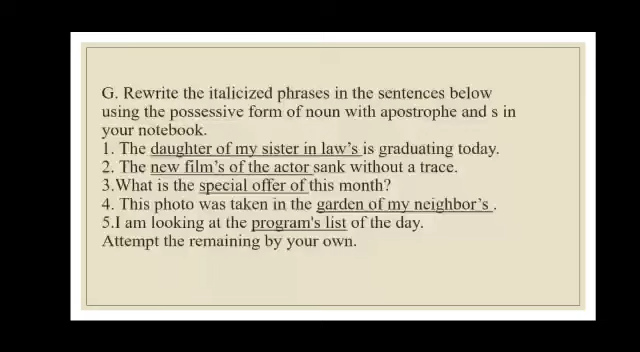 G. Rewrite the italicized phrases in the sentences below
using the possessive form of noun with apostrophe and s in
your notebook.
1. The daughter of my sister in law’s is graduating today.
2. The new film’s of the actor sank without a trace.
3.What is the special offer of this month?
4. This photo was taken in the garden of my neighbor’s .
5.I am looking at the program's list of the day.
Attempt the remaining by your own.